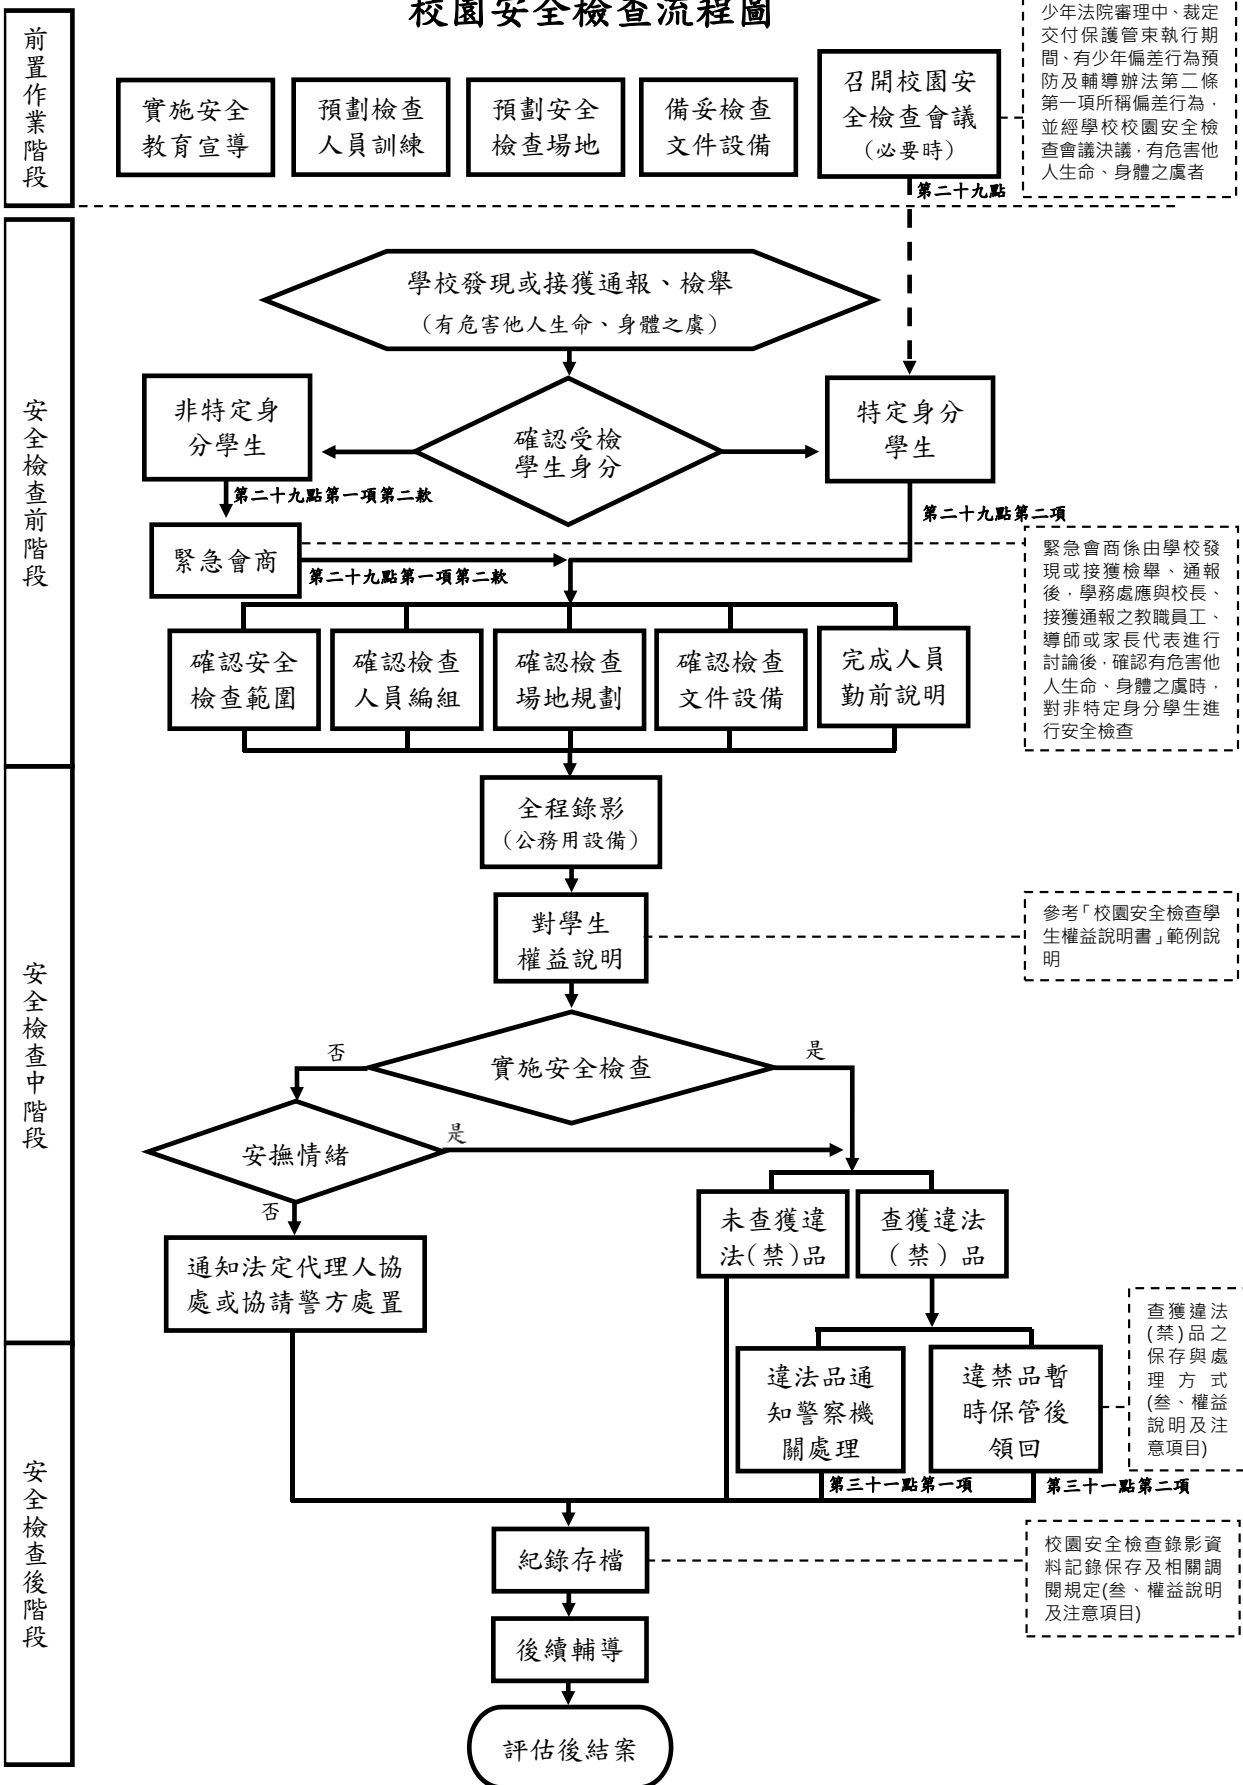 校園安全檢查流程圖
前置作業階段
實施安全
教育宣導
預劃檢查
人員訓練
預劃安全
檢查場地
備妥檢查
文件設備
召開校園安
全檢查會議
(必要時)
少年法院審理中、裁定
交付保護管束執行期
間、有少年偏差行為預
防及輔導辦法第二條
第一項所稱偏差行為，
並經學校校園安全檢
查會議決議，有危害他
人生命、身體之虞者
第二十九點
安全檢查前階段
學校發現或接獲通報、檢舉
(有危害他人生命、身體之虞)
非特定身
分學生
確認受檢
學生身分
特定身分
學生
第二十九點第一項第二款
第二十九點第二項
緊急會商
第二十九點第一項第二款
緊急會商係由學校發
現或接獲檢舉、通報
後，學務處應與校長、
接獲通報之教職員工、
導師或家長代表進行
討論後，確認有危害他
人生命、身體之虞時，
對非特定身分學生進
行安全檢查
確認安全
檢查範圍
確認檢查
人員編組
確認檢查
場地規劃
確認檢查
文件設備
完成人員
勤前說明
安全檢查中階段
全程錄影
(公務用設備)
對學生
權益說明
參考「校園安全檢查學
生權益說明書」範例說
明
實施安全檢查
否
是
安撫情緒
是
否
通知法定代理人協
處或協請警方處置
未查獲違
法(禁)品
查獲違法
(禁)品
查獲違法
(禁)品之
保存與處
理方式
(叁、權益
說明及注
意項目)
安全檢查後階段
違法品通
知警察機
關處理
違禁品暫
時保管後
領回
第三十一點第一項
第三十一點第二項
紀錄存檔
校園安全檢查錄影資
料記錄保存及相關調
閱規定(叁、權益說明
及注意項目)
後續輔導
評估後結案